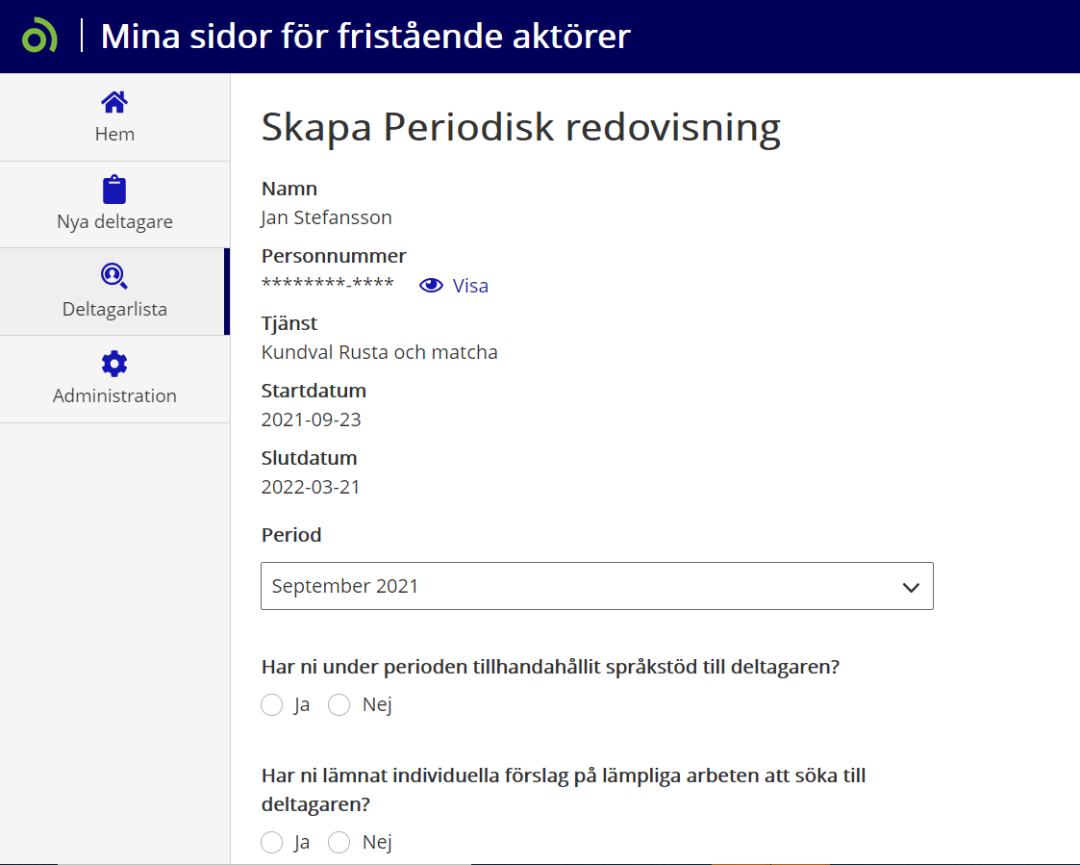 Mina sidor för fristående aktörer
Hem
Nya deltagare
Deltagarlista
Administration
Skapa Periodisk redovisning
Namn
Jan Stefansson
Personnummer
********-**** Visa
Tjänst
Kundval Rusta och matcha
Startdatum
2021-09-23
Slutdatum
2022-03-21
Period
September 2021
Har ni under perioden tillhandahållit språkstöd till deltagaren?
Ja Nej
Har ni lämnat individuella förslag på lämpliga arbeten att söka till
deltagaren?
Ja Nej